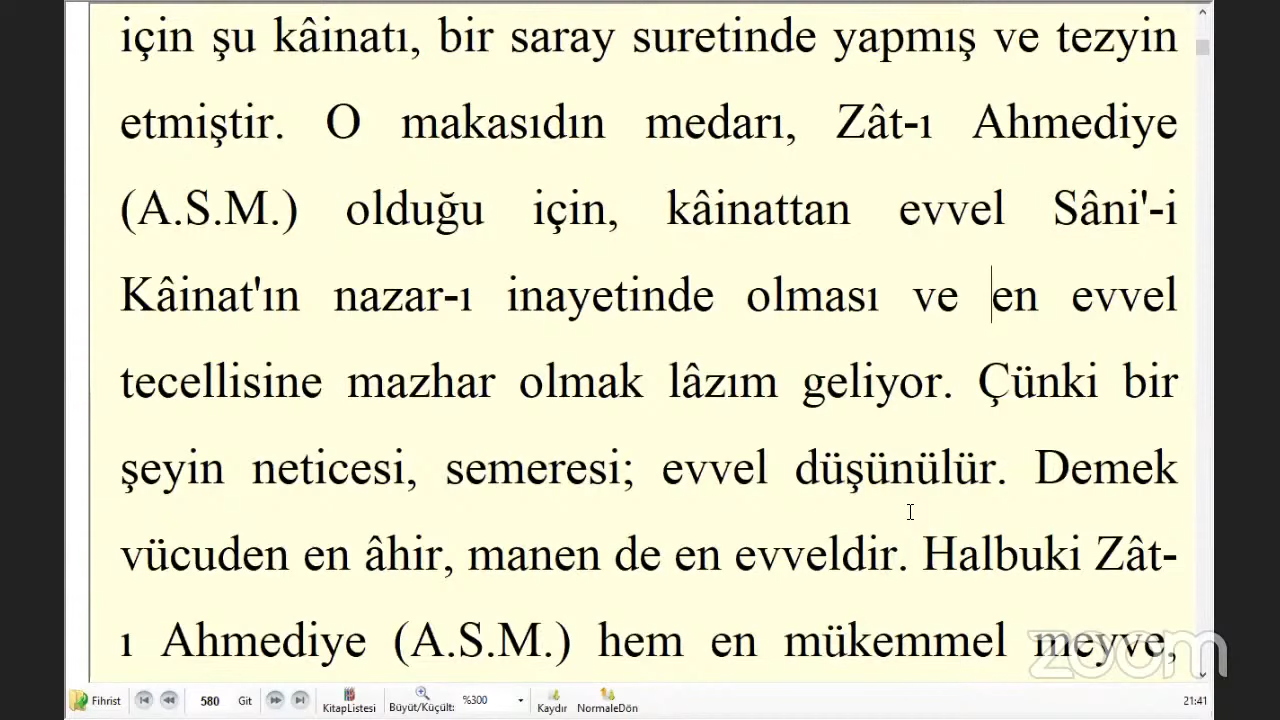 için şu kâinatı, bir saray suretinde yapmış ve tezyin
etmiştir. O makasıdın medarı, Zât-ı Ahmediye
(A.S.M.) olduğu için, kâinattan evvel Sâni'-i
Kâinat'ın nazar-ı inayetinde olması ve en evvel
tecellisine mazhar olmak lâzım geliyor. Çünki bir
şeyin neticesi, semeresi; evvel düşünülür. Demek
vücuden en âhir, manen de en evveldir. Halbuki Zât-
ı Ahmediye (A.S.M.) hem en mükemmel meyve,
zoom
Fihrist 580 Git KitapListesi Büyüt/Küçült: %300 Kaydır NormaleDön 21:41